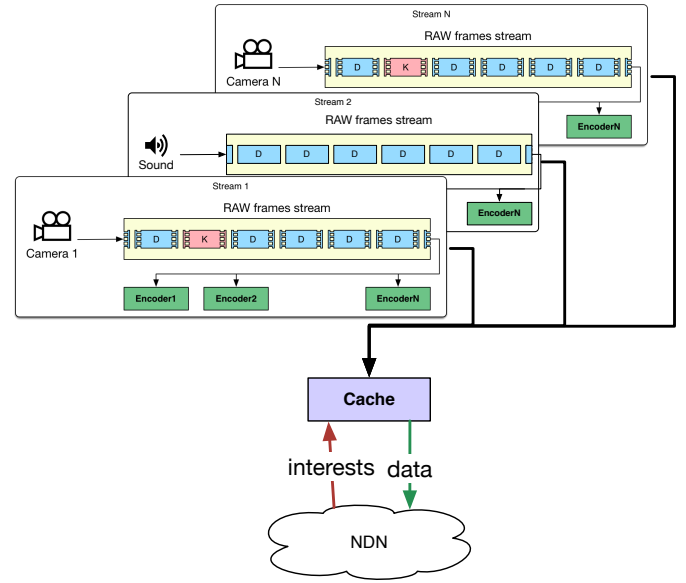 Stream N
RAW frames stream
D K D D D D
Camera N
EncoderN
Stream 2
RAW frames stream
D D D D D D
Sound
EncoderN
Stream 1
RAW frames stream
D K D D D D
Camera 1
Encoder1 Encoder2 EncoderN
Cache
interests data
NDN